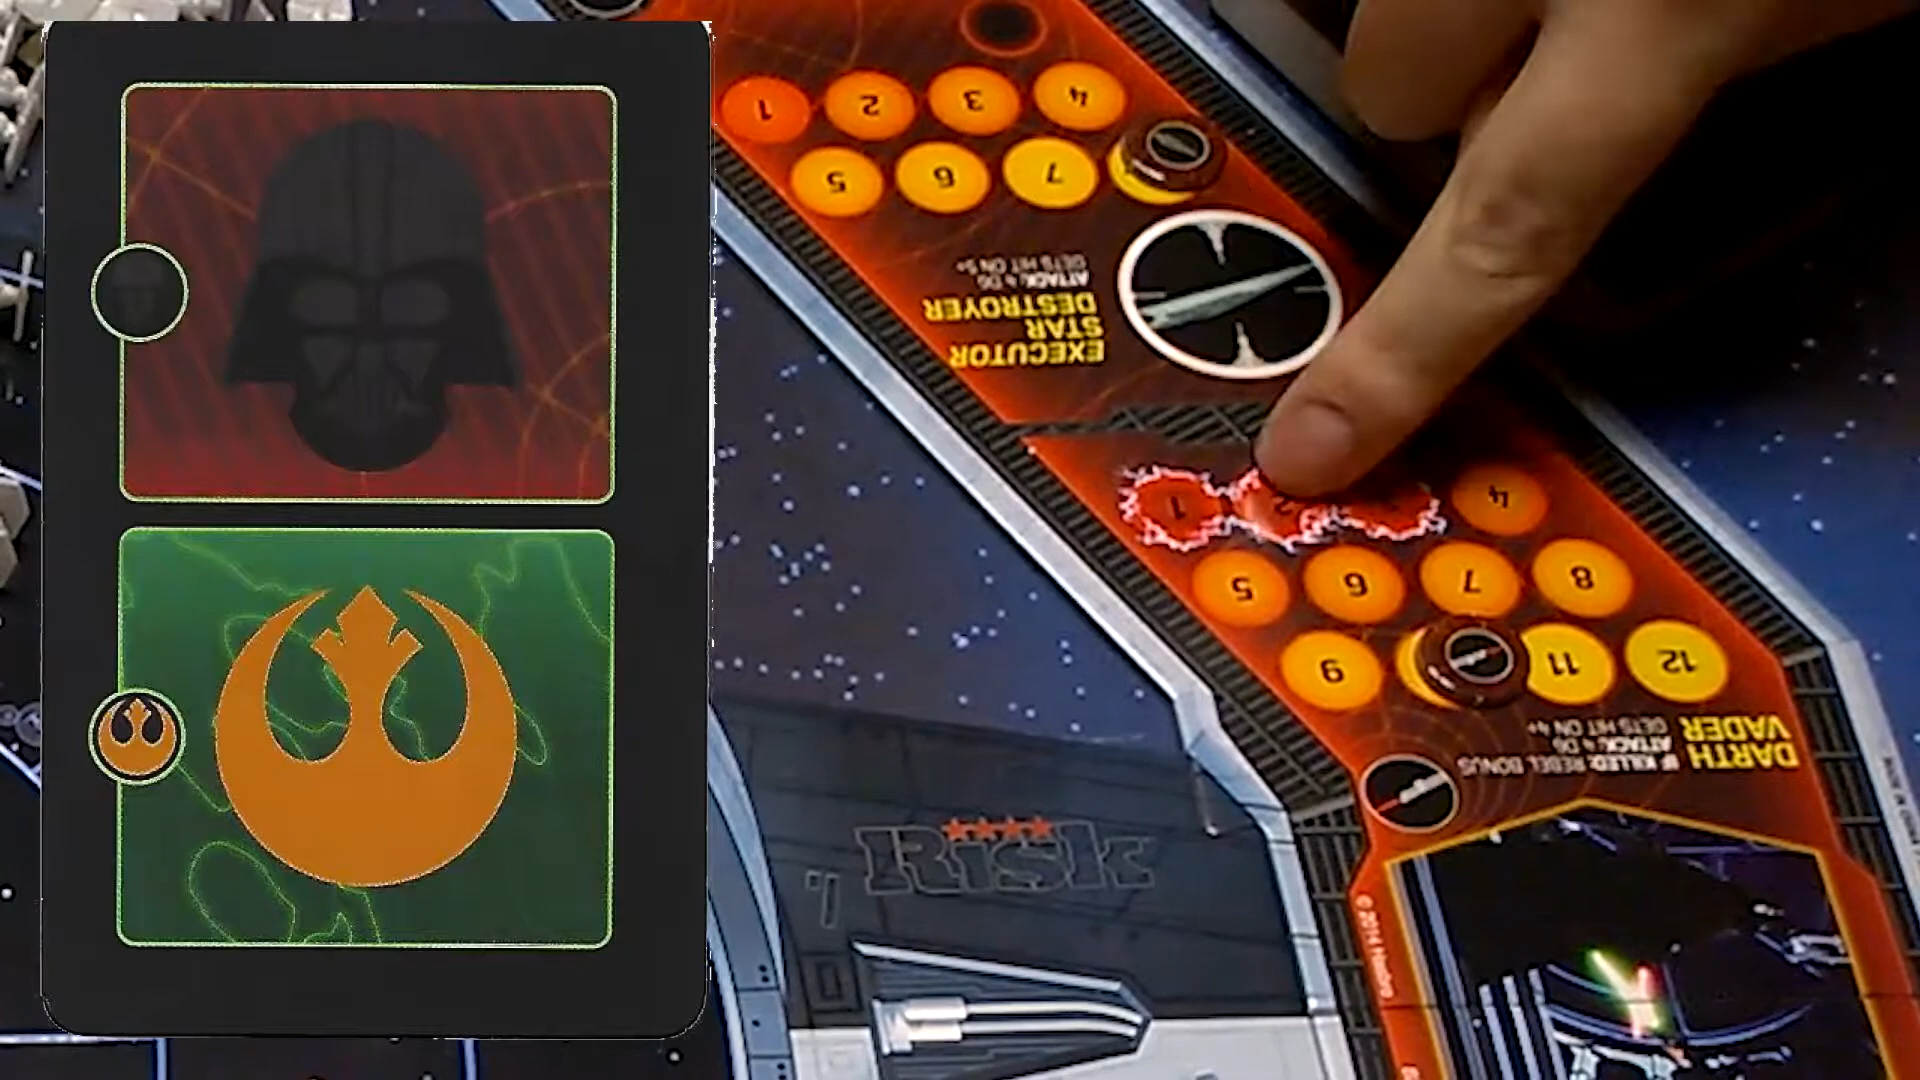 1 2 3 4
5 6 7
EXECUTOR
STAR
DESTROYER
ATTACK: 4 D6
GETS HIT ON 5+
1 2 4
5 6 7 8
9 11 12
DARTH
VADER
IF KILLED: REBEL BONUS
ATTACK: 4 D6
GETS HIT ON 4+
RISK
© 2014 Hasbro.